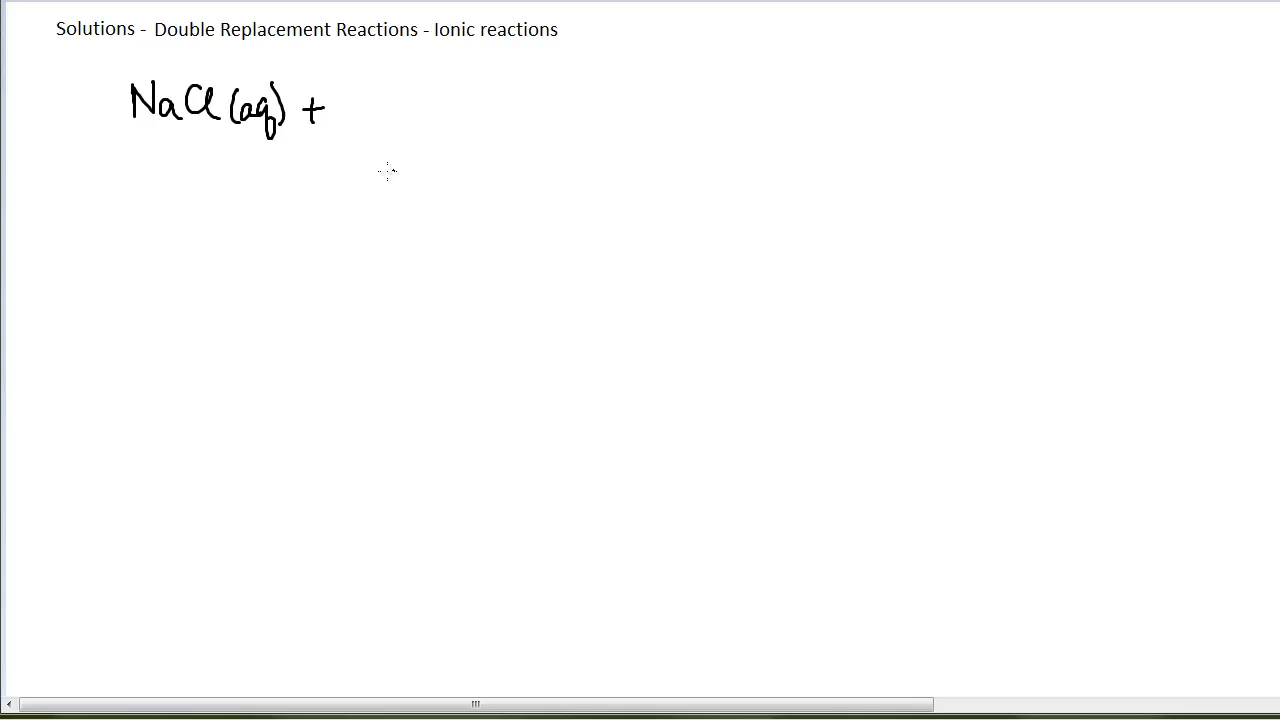 Solutions - Double Replacement Reactions - Ionic reactions
NaCl (aq) +